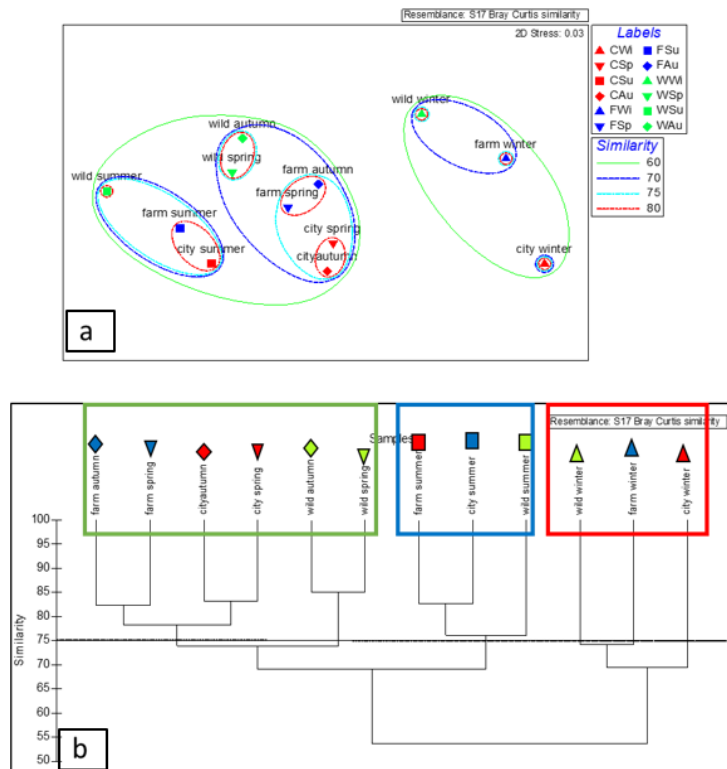 Resemblance: S17 Bray Curtis similarity
2D Stress: 0.03
Labels
CWi FSu
CSp FAu
CSu WWi
CAu WSp
FWi WSu
FSp WAu
Similarity
60
70
75
80
wild winter
wild autumn
farm winter
wild spring
farm autumn
wild summer
farm spring
farm summer
city spring
city summer
cityautumn
city winter
a
Resemblance: S17 Bray Curtis similarity
Samples
farm autumn
farm spring
cityautumn
city spring
wild autumn
wild spring
farm summer
city summer
wild summer
wild winter
farm winter
city winter
100
95
90
85
80
75
70
65
60
55
50
Similarity
b